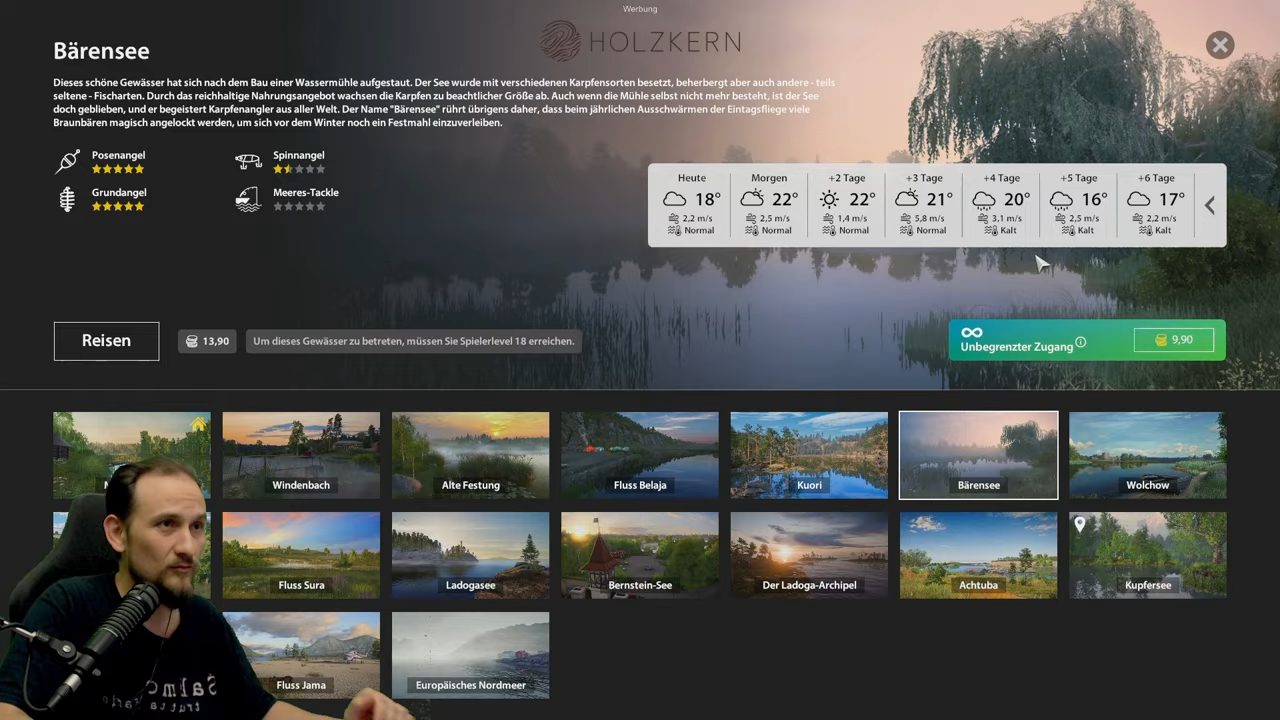 Werbung
HOLZKERN
Bärensee
Dieses schöne Gewässer hat sich nach dem Bau einer Wassermühle aufgestaut. Der See wurde mit verschiedenen Karpfensorten besetzt, beherbergt aber auch andere - teils
seltene - Fischarten. Durch das reichhaltige Nahrungsangebot wachsen die Karpfen zu beachtlicher Größe ab. Auch wenn die Mühle selbst nicht mehr besteht, ist der See
doch geblieben, und er begeistert Karpfenangler aus aller Welt. Der Name "Bärensee" rührt übrigens daher, dass beim jährlichen Ausschwärmen der Eintagsfliege viele
Braunbären magisch angelockt werden, um sich vor dem Winter noch ein Festmahl einzuverleiben.
Posenangel
Spinnangel
Grundangel
Meeres-Tackle
Heute Morgen +2 Tage +3 Tage +4 Tage +5 Tage +6 Tage
18° 22° 22° 21° 20° 16° 17°
2,2 m/s 2,5 m/s 1,4 m/s 5,8 m/s 3,1 m/s 2,5 m/s 2,2 m/s
Normal Normal Normal Normal Kalt Kalt Kalt
Reisen
13,90
Um dieses Gewässer zu betreten, müssen Sie Spielerlevel 18 erreichen.
Unbegrenzter Zugang
9,90
Windenbach
Alte Festung
Fluss Belaja
Kuori
Bärensee
Wolchow
Fluss Sura
Ladogasee
Bernstein-See
Der Ladoga-Archipel
Achtuba
Kupfersee
Fluss Jama
Europäisches Nordmeer